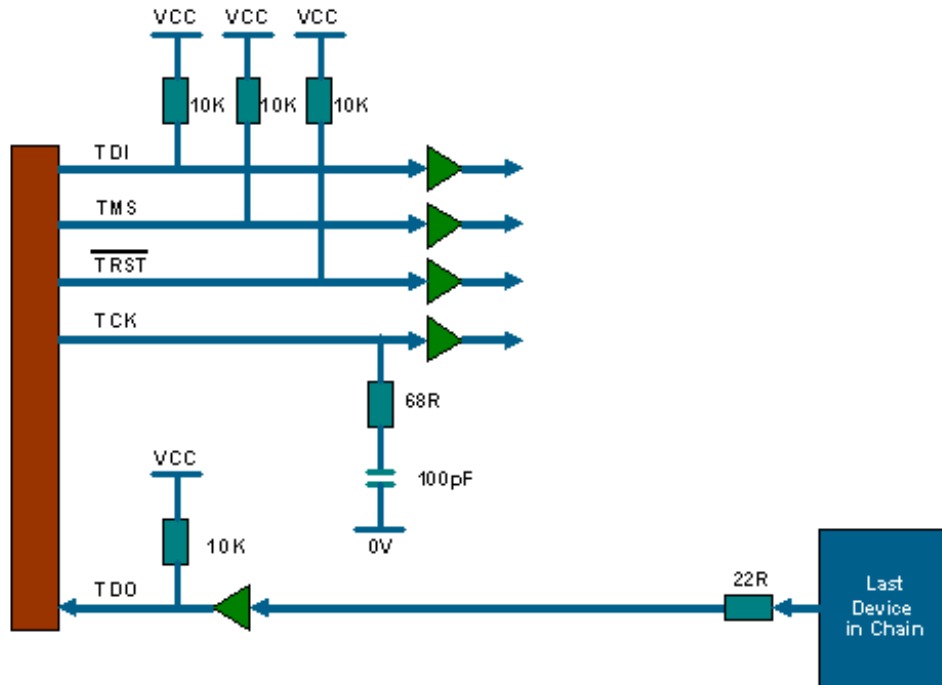 VCC VCC VCC
10K 10K 10K
TDI
TMS
TRST
TCK
68R
VCC
100pF
10K
0V
22R
TDO
Last
Device
in Chain